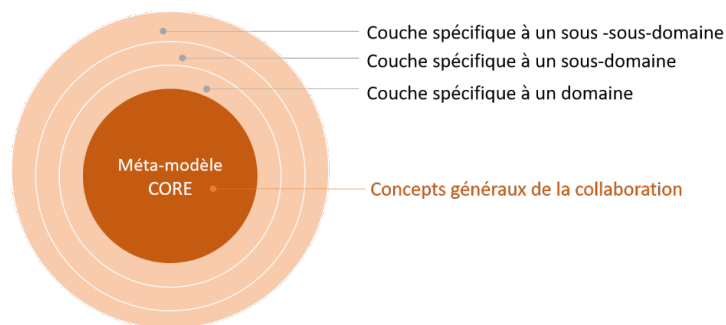 Couche spécifique à un sous -sous-domaine
Couche spécifique à un sous-domaine
Couche spécifique à un domaine
Méta-modèle
CORE
Concepts généraux de la collaboration